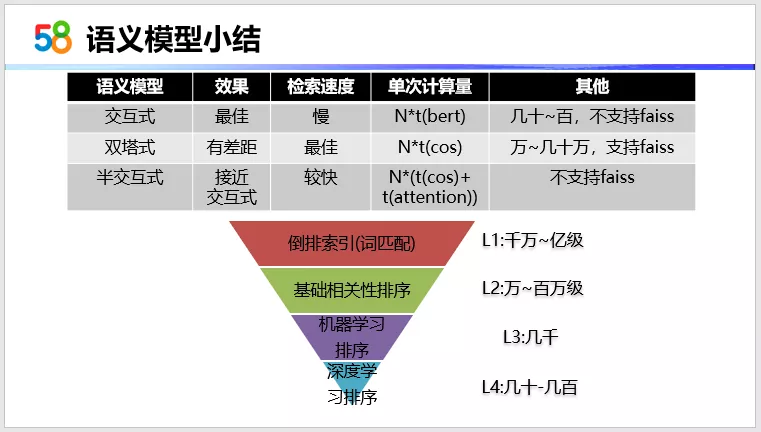 58 语义模型小结
语义模型 效果 检索速度 单次计算量 其他
交互式 最佳 慢 N*t(bert) 几十~百，不支持faiss
双塔式 有差距 最佳 N*t(cos) 万~几十万，支持faiss
半交互式 接近 较快 N*(t(cos)+ 不支持faiss
交互式 t(attention))
倒排索引(词匹配) L1:千万~亿级
基础相关性排序 L2:万~百万级
机器学习
排序 L3:几千
深度学
习排序 L4:几十-几百